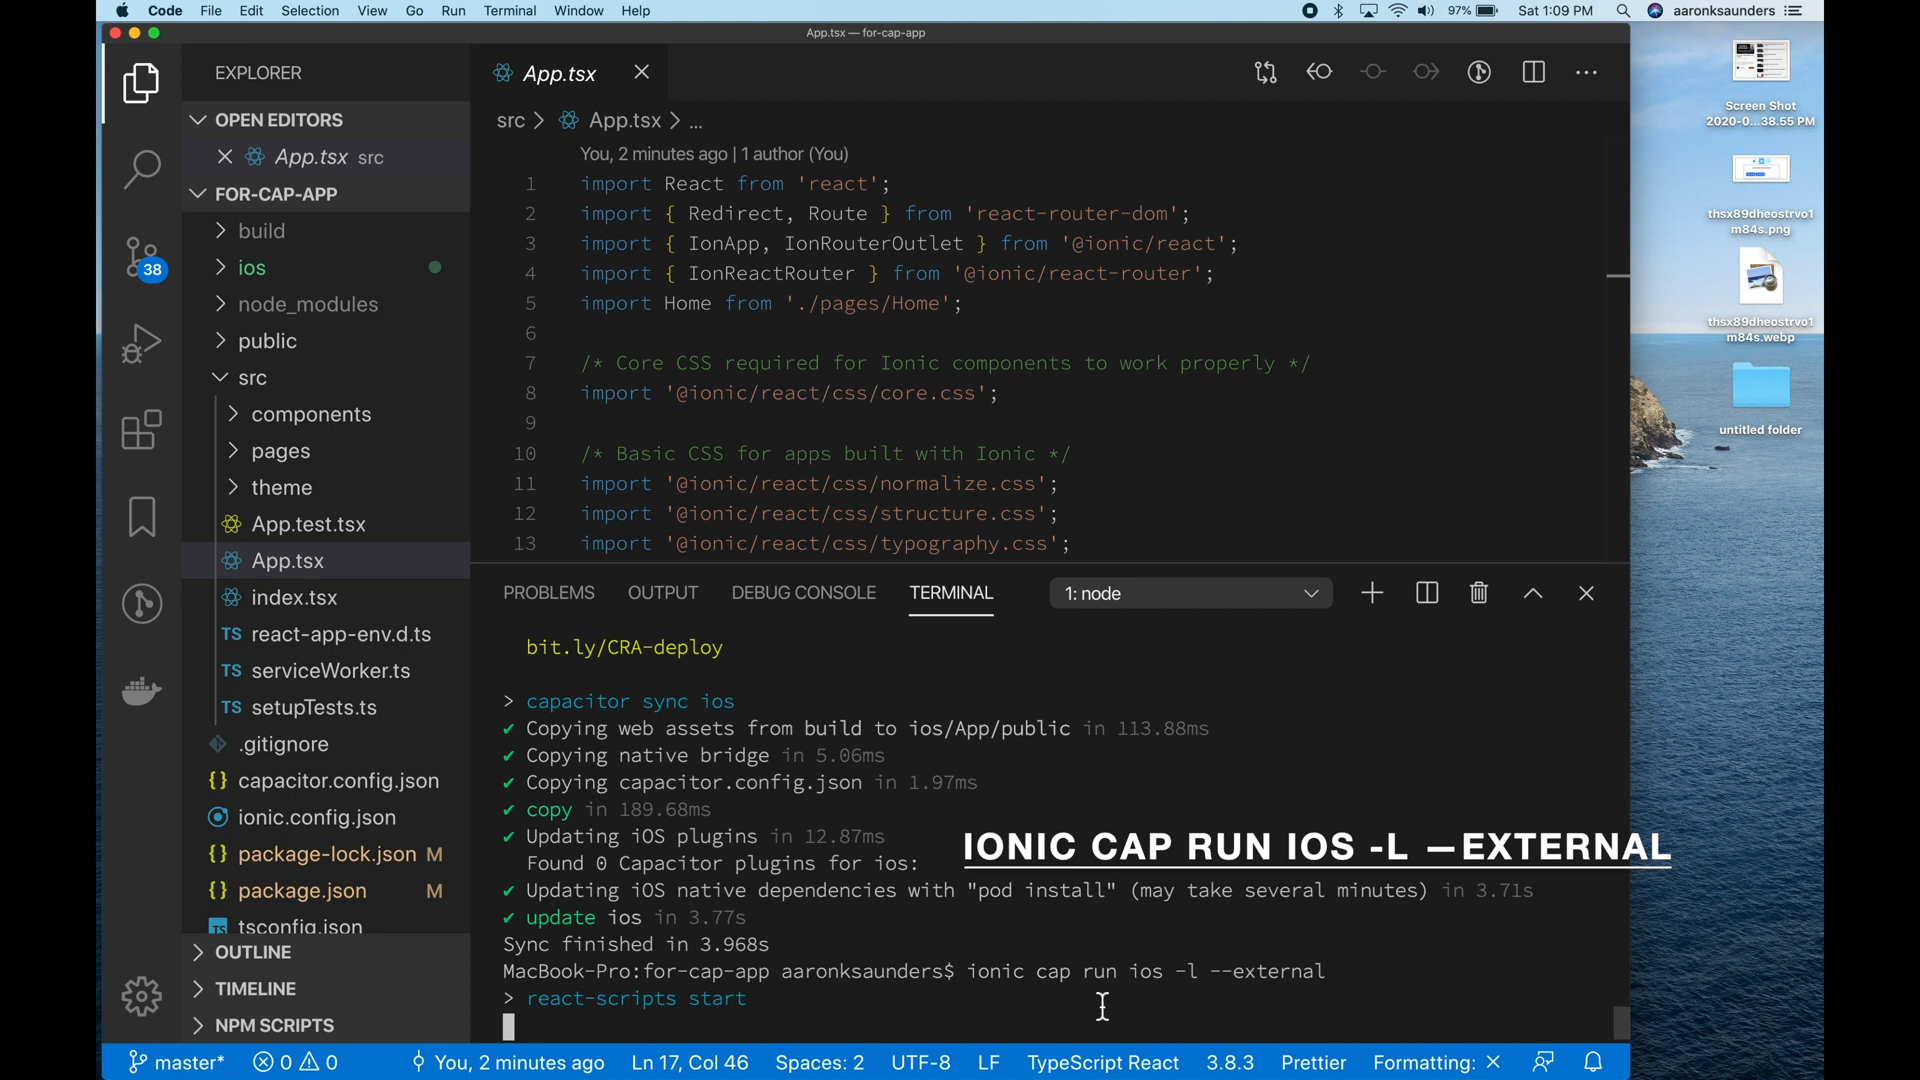 Code File Edit Selection View Go Run Terminal Window Help
97% Sat 1:09 PM aaronksaunders
App.tsx — for-cap-app
EXPLORER
OPEN EDITORS
App.tsx src
FOR-CAP-APP
build
ios
node_modules
public
src
components
pages
theme
App.test.tsx
App.tsx
index.tsx
TS react-app-env.d.ts
TS serviceWorker.ts
TS setupTests.ts
.gitignore
{} capacitor.config.json
ionic.config.json
{} package-lock.json M
{} package.json M
TS tsconfig.json
OUTLINE
TIMELINE
NPM SCRIPTS
38
App.tsx
src > App.tsx > ...
You, 2 minutes ago | 1 author (You)
1 import React from 'react';
2 import { Redirect, Route } from 'react-router-dom';
3 import { IonApp, IonRouterOutlet } from '@ionic/react';
4 import { IonReactRouter } from '@ionic/react-router';
5 import Home from './pages/Home';
6
7 /* Core CSS required for Ionic components to work properly */
8 import '@ionic/react/css/core.css';
9
10 /* Basic CSS for apps built with Ionic */
11 import '@ionic/react/css/normalize.css';
12 import '@ionic/react/css/structure.css';
13 import '@ionic/react/css/typography.css';
PROBLEMS OUTPUT DEBUG CONSOLE TERMINAL 1: node
bit.ly/CRA-deploy
> capacitor sync ios
✔ Copying web assets from build to ios/App/public in 113.88ms
✔ Copying native bridge in 5.06ms
✔ Copying capacitor.config.json in 1.97ms
✔ copy in 189.68ms
✔ Updating iOS plugins in 12.87ms
Found 0 Capacitor plugins for ios:
✔ Updating iOS native dependencies with "pod install" (may take several minutes) in 3.71s
✔ update ios in 3.77s
Sync finished in 3.968s
MacBook-Pro:for-cap-app aaronksaunders$ ionic cap run ios -l --external
> react-scripts start
IONIC CAP RUN IOS -L —EXTERNAL
master* 0 0 You, 2 minutes ago Ln 17, Col 46 Spaces: 2 UTF-8 LF TypeScript React 3.8.3 Prettier Formatting: ×
Screen Shot
2020-0...38.55 PM
thsx89dheostrvo1
m84s.png
thsx89dheostrvo1
m84s.webp
untitled folder